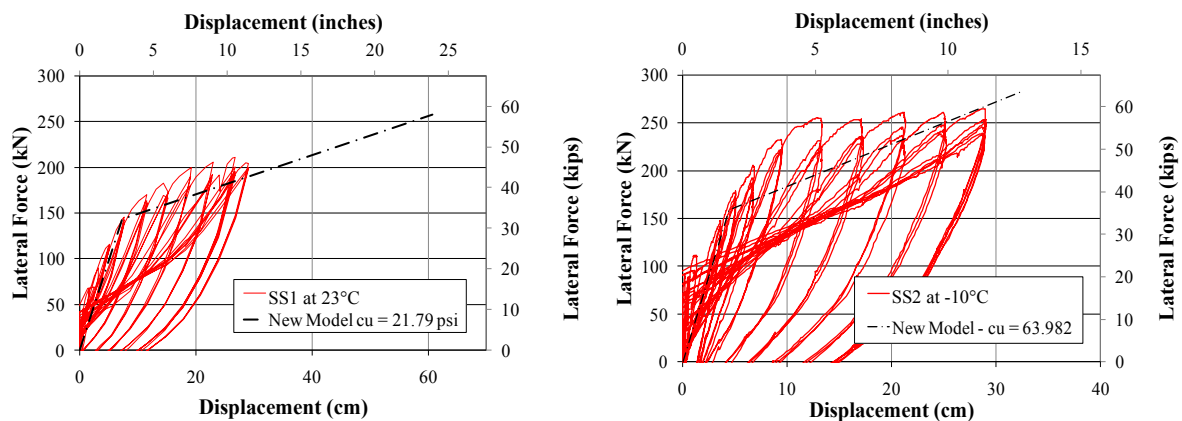 Displacement (inches)
0 5 10 15 20 25
300
250
200
150
100
50
0
Lateral Force (kN)
60
50
40
30
20
10
0
Lateral Force (kips)
SS1 at 23°C
New Model cu = 21.79 psi
0 20 40 60
Displacement (cm)
Displacement (inches)
0 5 10 15
300
250
200
150
100
50
0
Lateral Force (kN)
60
50
40
30
20
10
0
Lateral Force (kips)
SS2 at -10°C
New Model - cu = 63.982
0 10 20 30 40
Displacement (cm)